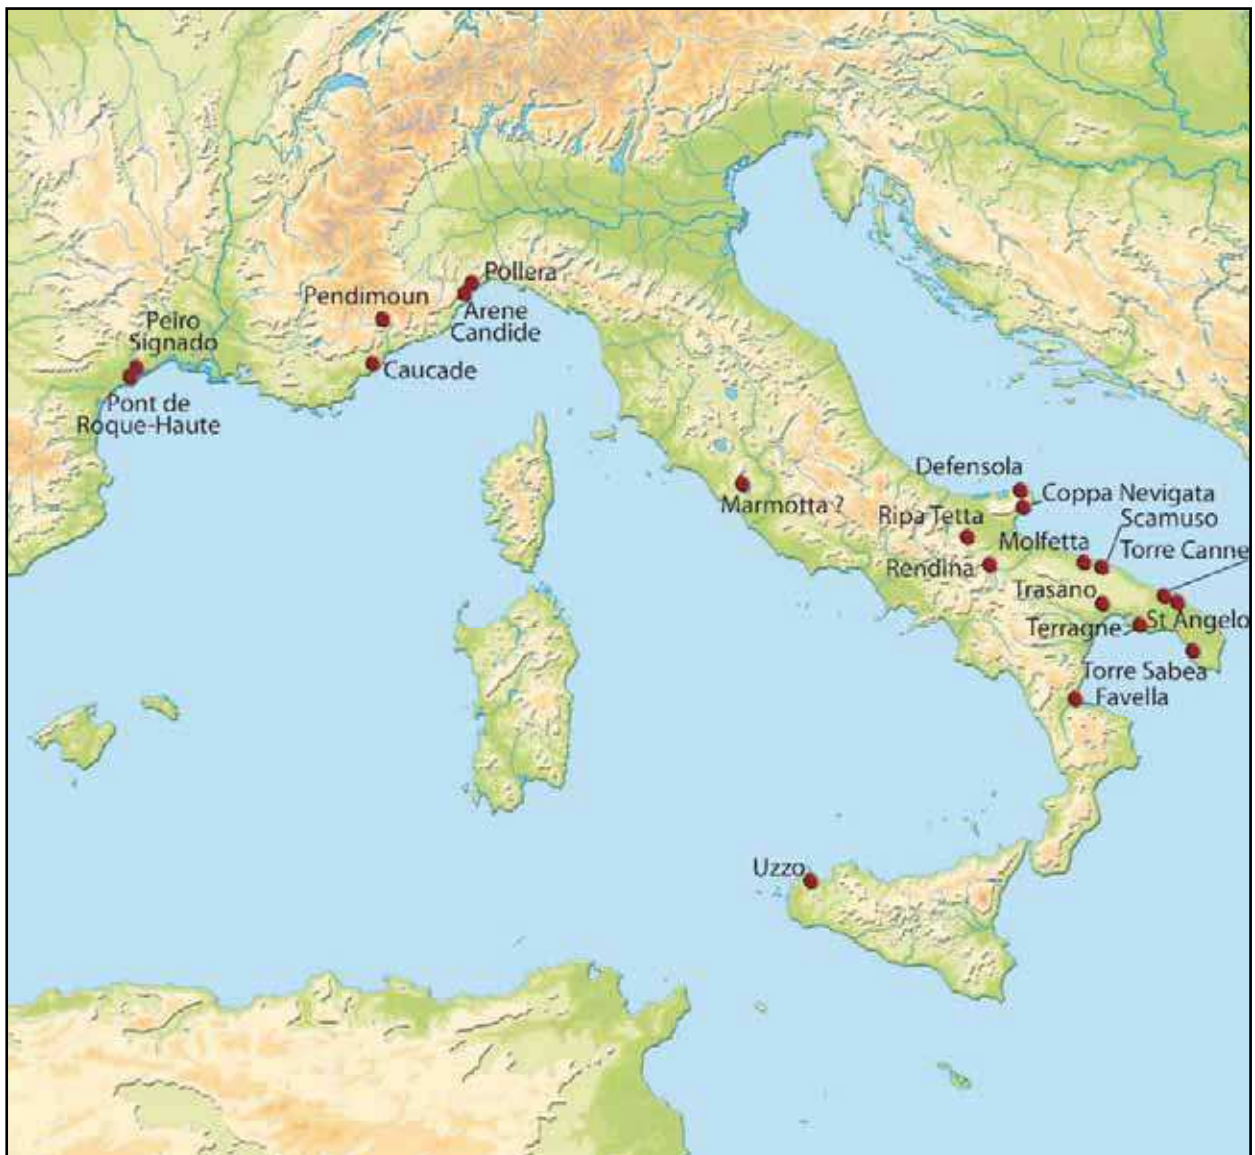 Pollera
Pendimoun
Arene
Candide
Peiro
Signado
Caucade
Pont de
Roque-Haute
Defensola
Coppa Nevigata
Marmotta ?
Ripa Tetta
Scamuso
Molfetta
Torre Canne
Rendina
Trasano
Terragne
St Angelo
Torre Sabea
Favella
Uzzo